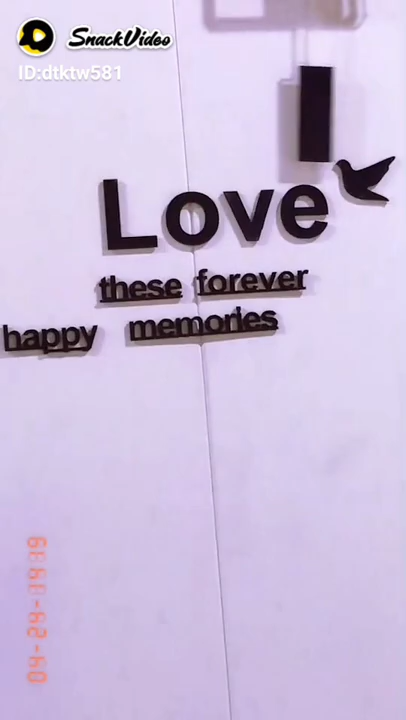 SnackVideo
ID:dtktw581
Love
these forever
happy memories